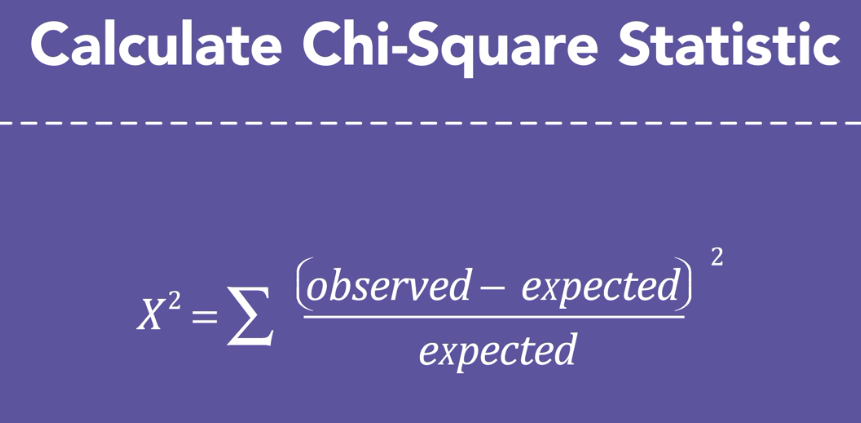 Calculate Chi-Square Statistic
X² = ∑ (observed – expected)² / expected